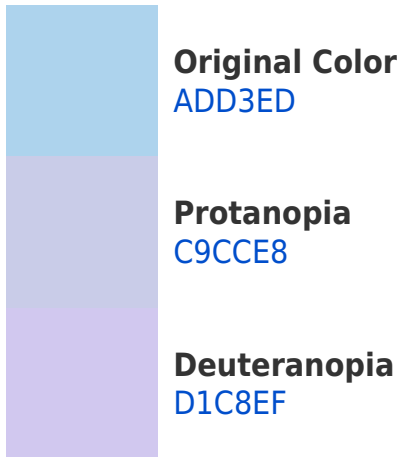 Original Color
ADD3ED
Protanopia
C9CCE8
Deuteranopia
D1C8EF